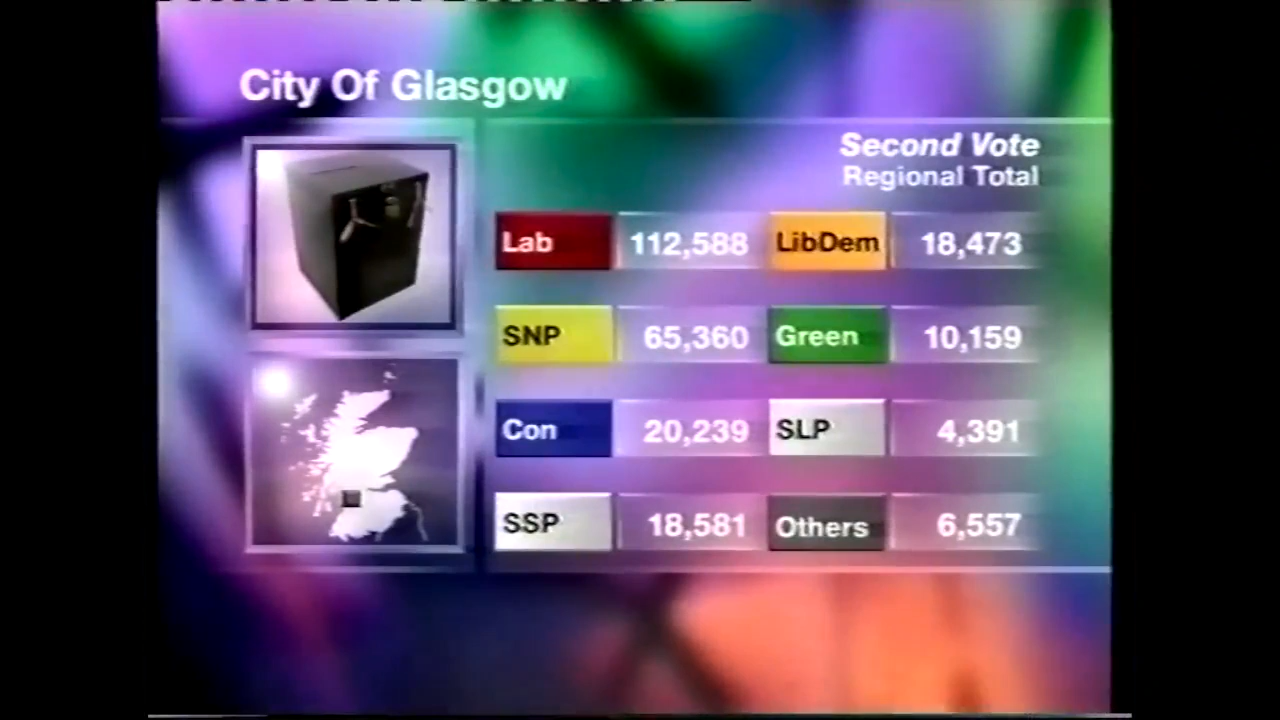 City Of Glasgow
Second Vote
Regional Total
Lab 112,588 LibDem 18,473
SNP 65,360 Green 10,159
Con 20,239 SLP 4,391
SSP 18,581 Others 6,557